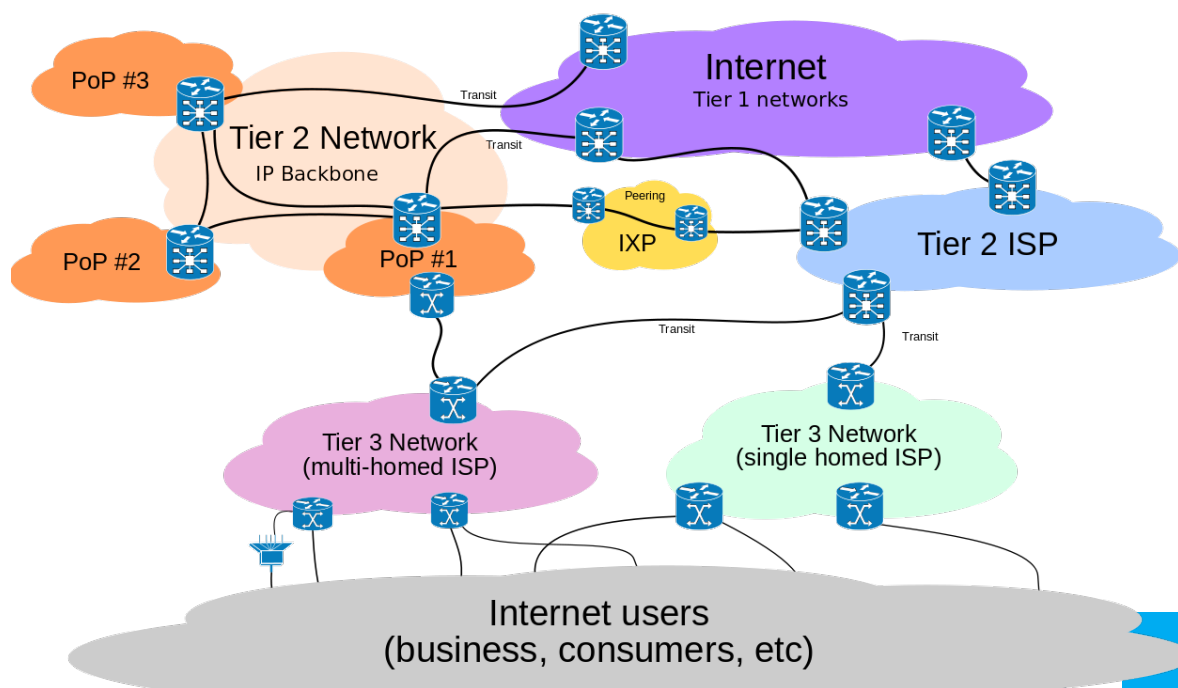 PoP #3
Internet
Tier 1 networks
Transit
Tier 2 Network
IP Backbone
Transit
Peering
IXP
PoP #2
PoP #1
Tier 2 ISP
Transit
Transit
Tier 3 Network
(multi-homed ISP)
Tier 3 Network
(single homed ISP)
Internet users
(business, consumers, etc)